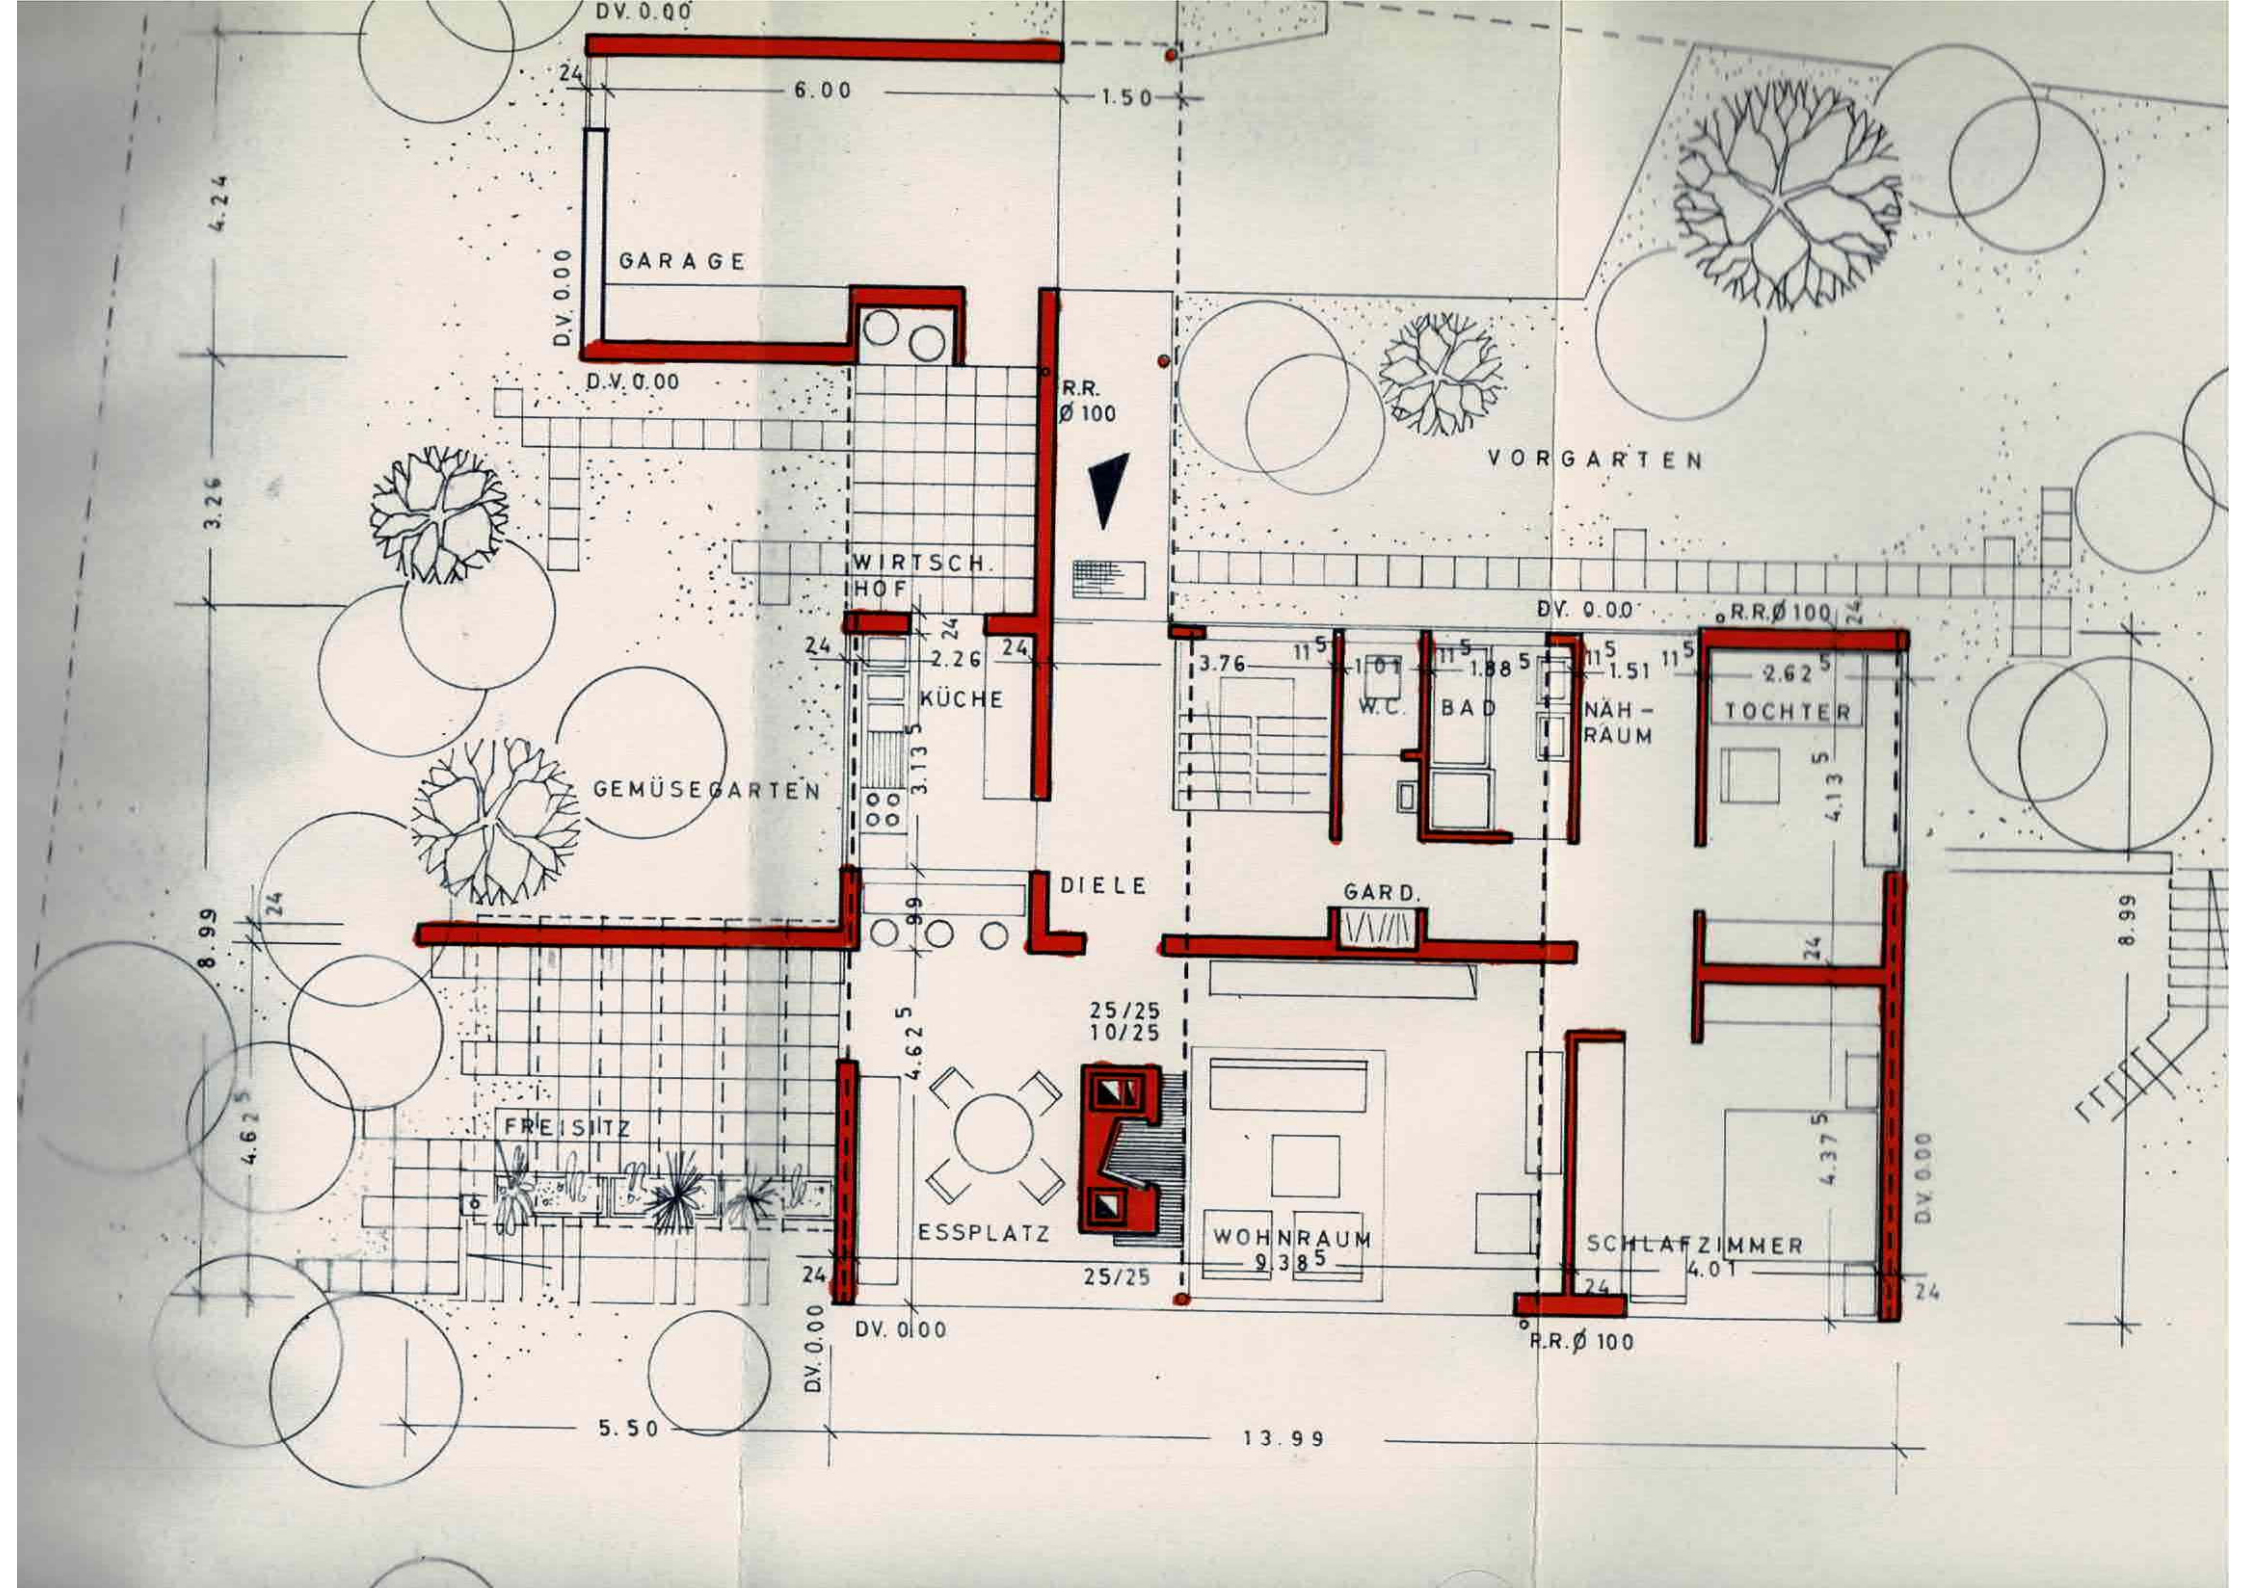 DV. 0.00
24
6.00
1.50
4.24
GARAGE
D.V. 0.00
D.V. 0.00
R.R.
Ø 100
VORGARTEN
3.26
WIRTSCH.
HOF
DV. 0.00
R.R.Ø 100
24
24
24
2.26
24
3.76
11⁵
1.01
11⁵
1.88⁵
11⁵
1.51
11⁵
2.62⁵
KÜCHE
W.C.
BAD
NÄH-
RAUM
TOCHTER
3.13⁵
4.13⁵
GEMÜSEGARTEN
DIELE
GARD.
99
24
8.99
24
8.99
25/25
10/25
4.62⁵
4.62⁵
FREISITZ
4.37⁵
D.V. 0.00
ESSPLATZ
WOHNRAUM
9.38⁵
SCHLAFZIMMER
4.01
24
25/25
24
24
DV. 0.00
D.V. 0.00
R.R.Ø 100
5.50
13.99